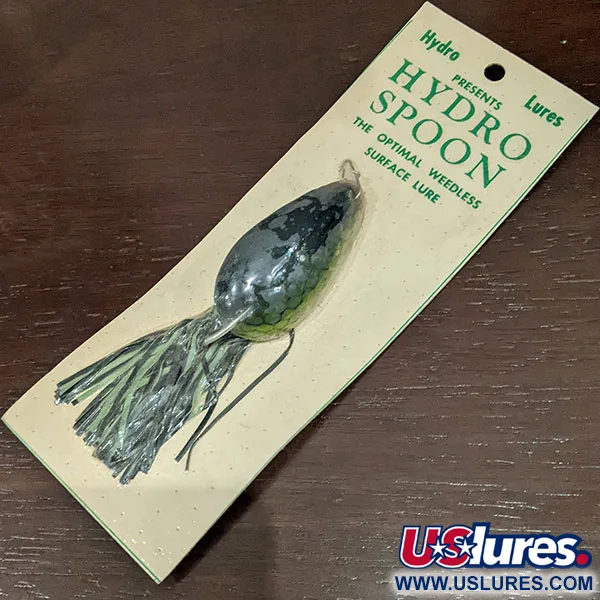 Hydro Lures
PRESENTS
HYDRO
SPOON
THE OPTIMAL WEEDLESS
SURFACE LURE
USlures.
WWW.USLURES.COM